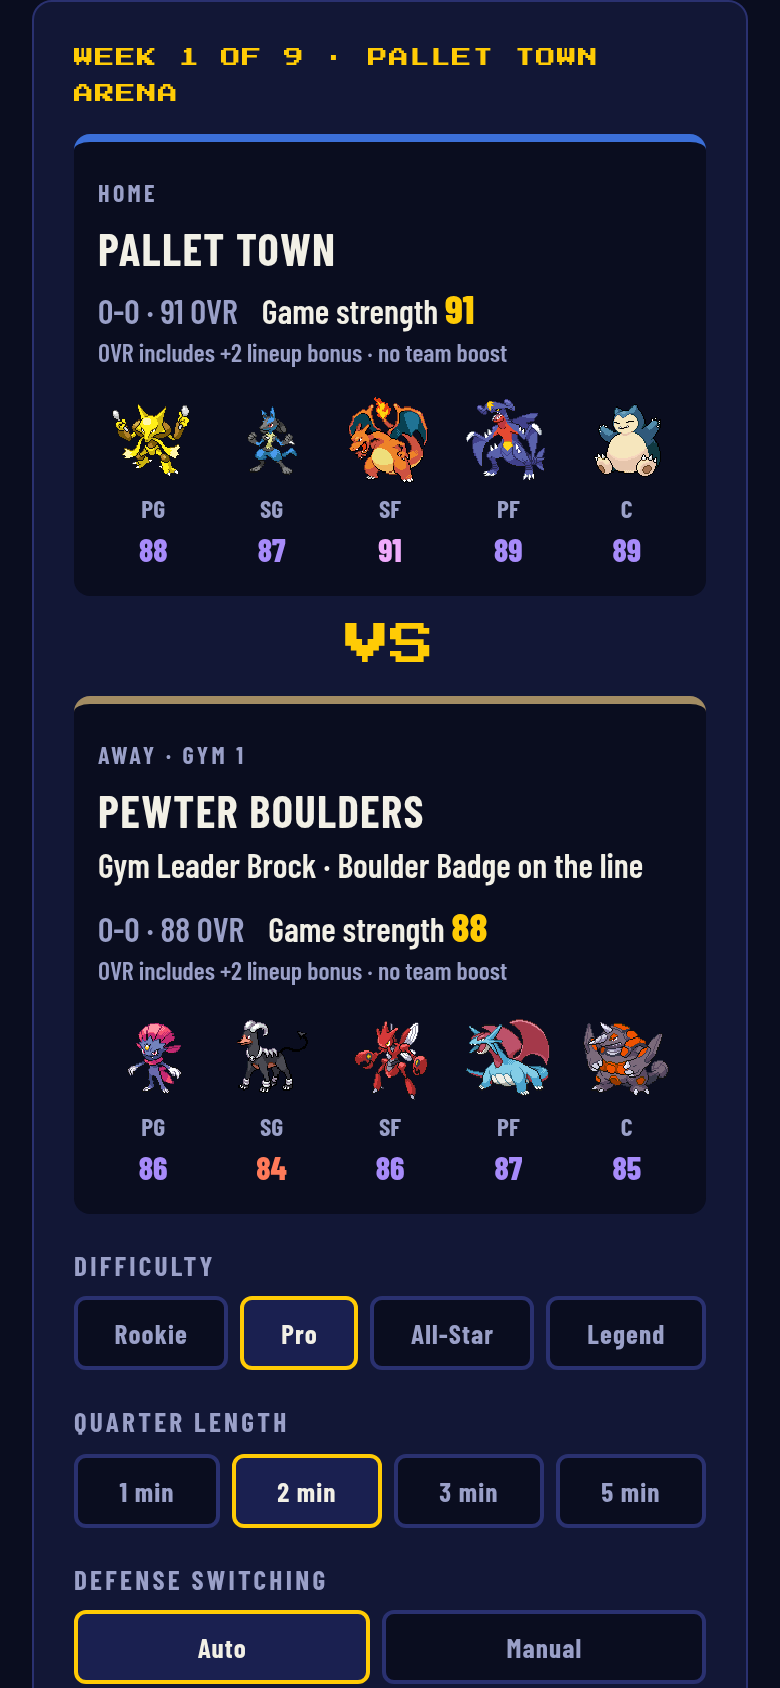 WEEK 1 OF 9 · PALLET TOWN
ARENA
HOME
PALLET TOWN
0-0 · 91 OVR Game strength 91
OVR includes +2 lineup bonus · no team boost
PG SG SF PF C
88 87 91 89 89
VS
AWAY · GYM 1
PEWTER BOULDERS
Gym Leader Brock · Boulder Badge on the line
0-0 · 88 OVR Game strength 88
OVR includes +2 lineup bonus · no team boost
PG SG SF PF C
86 84 86 87 85
DIFFICULTY
Rookie Pro All-Star Legend
QUARTER LENGTH
1 min 2 min 3 min 5 min
DEFENSE SWITCHING
Auto Manual